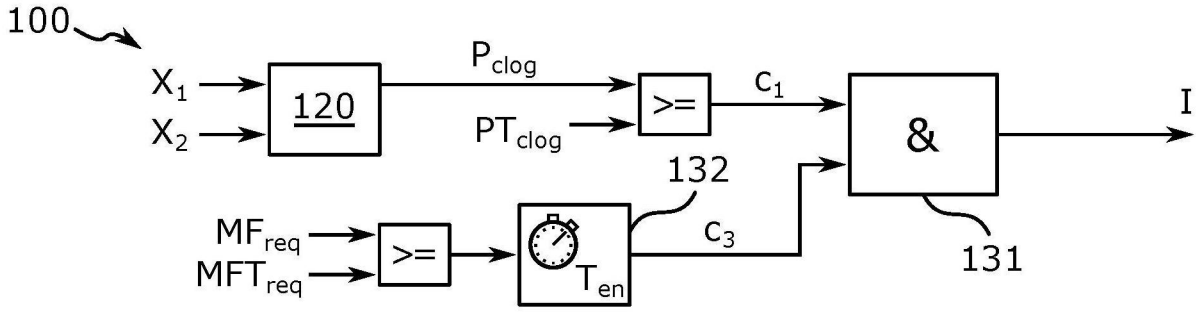 100
X1
X2
120
Pclog
PTclog
>=
c1
&
I
131
MFreq
MFTreq
>=
Ten
132
c3